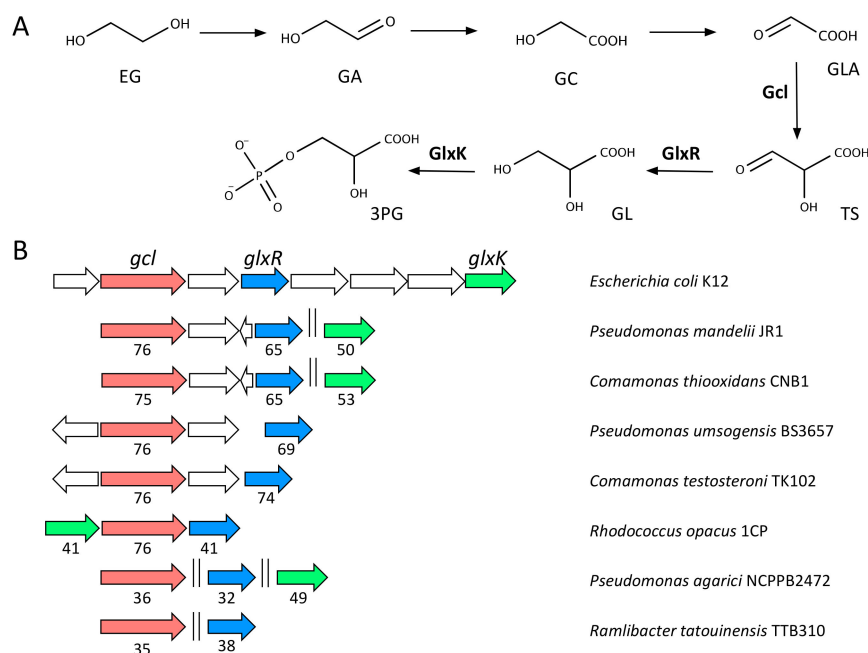 A
HO OH HO O HO COOH O COOH
EG GA GC GLA
Gcl
O⁻ O⁻ P O O COOH OH GlxK HO COOH OH GlxR O COOH OH
3PG GL TS
B
gcl glxR glxK
Escherichia coli K12
Pseudomonas mandelii JR1
76 65 50
Comamonas thiooxidans CNB1
75 65 53
Pseudomonas umsogensis BS3657
76 69
Comamonas testosteroni TK102
76 74
Rhodococcus opacus 1CP
41 76 41
Pseudomonas agarici NCPPB2472
36 32 49
Ramlibacter tatouinensis TTB310
35 38